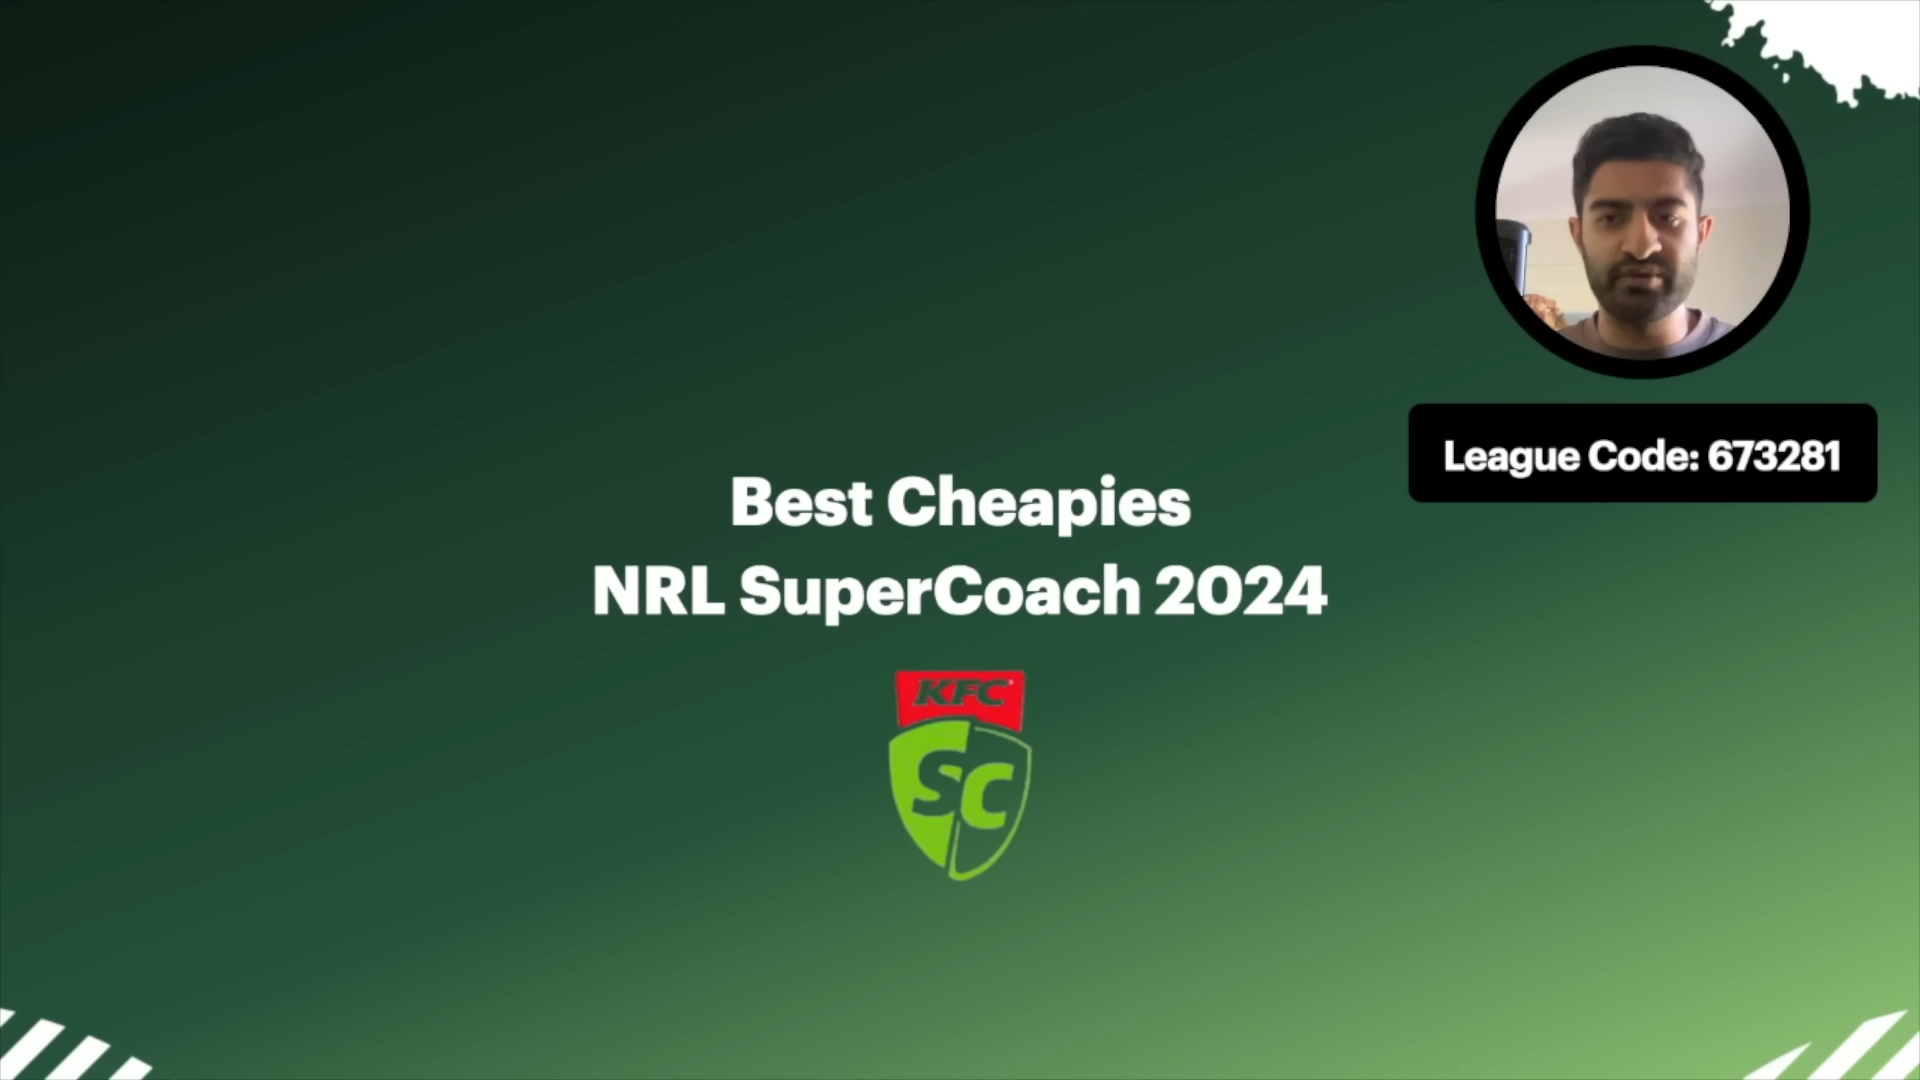 League Code: 673281
Best Cheapies
NRL SuperCoach 2024
KFC
SC